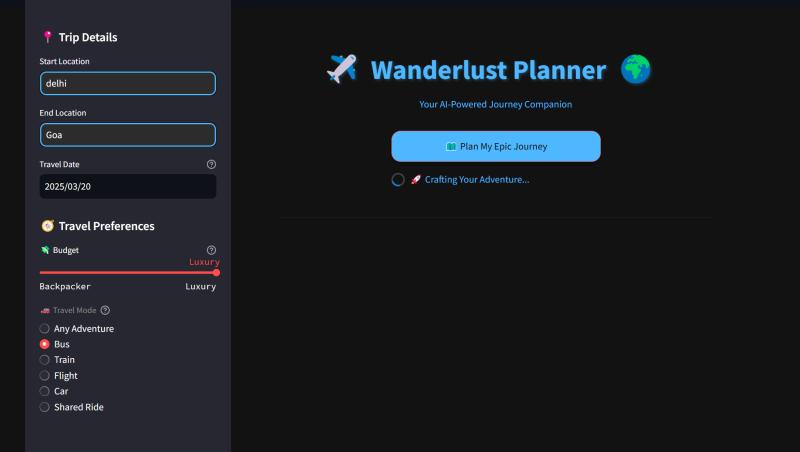 Trip Details
Start Location
delhi
End Location
Goa
Travel Date
2025/03/20
Travel Preferences
Budget
Luxury
Backpacker Luxury
Travel Mode
Any Adventure
Bus
Train
Flight
Car
Shared Ride
Wanderlust Planner
Your AI-Powered Journey Companion
Plan My Epic Journey
Crafting Your Adventure...